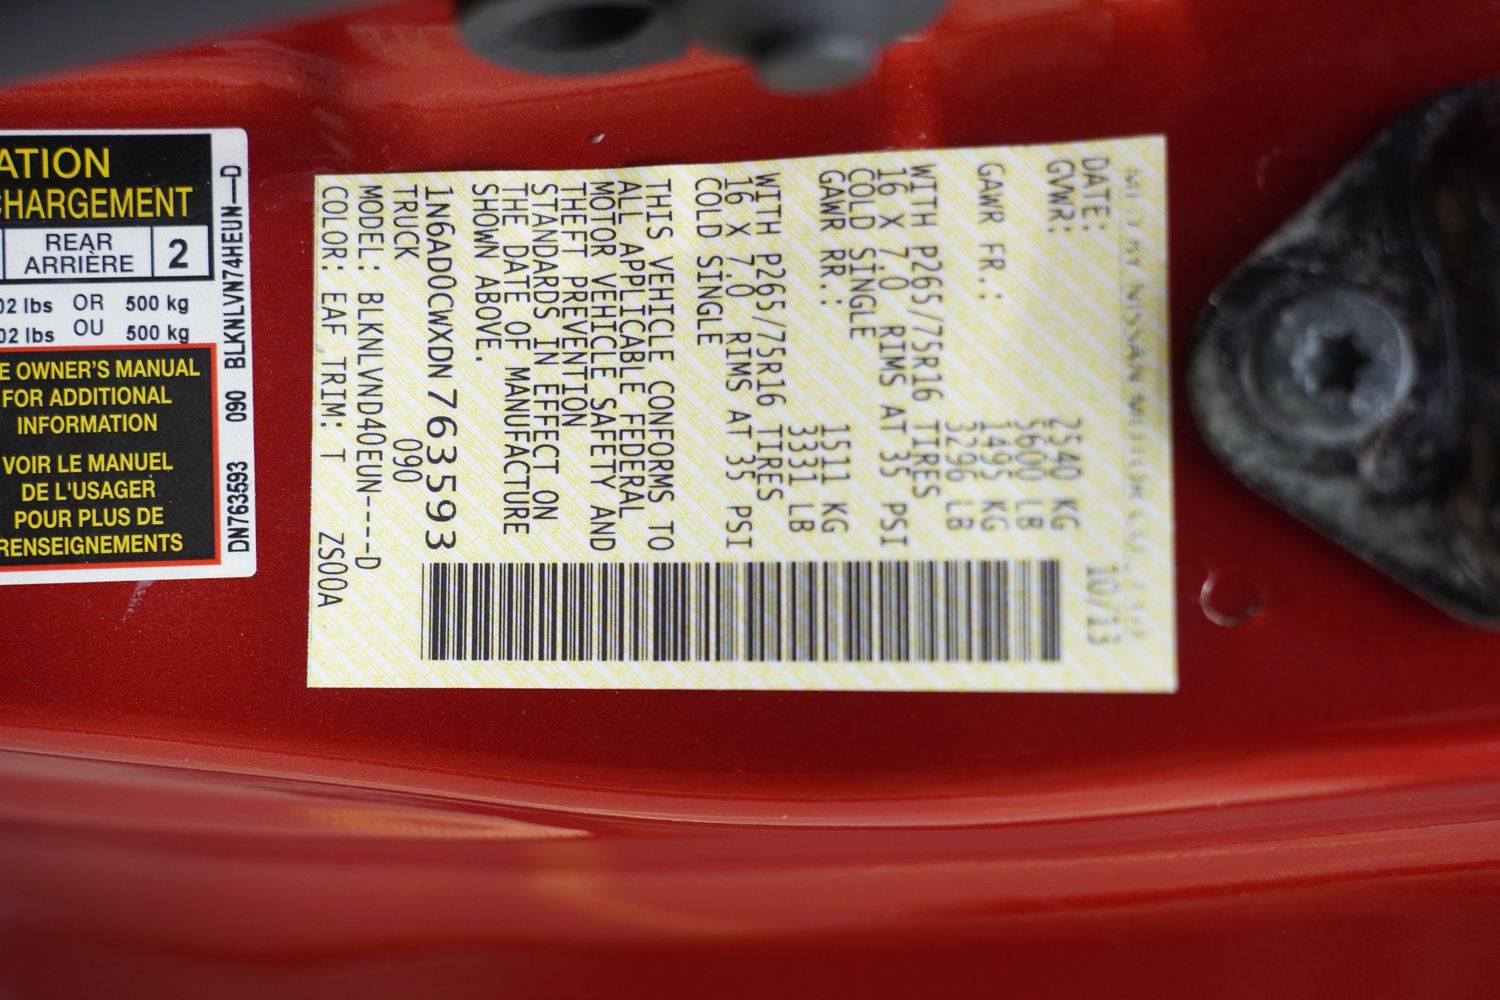 ATION
CHARGEMENT
REAR
ARRIÈRE
2
02 lbs OR 500 kg
02 lbs OU 500 kg
E OWNER'S MANUAL
FOR ADDITIONAL
INFORMATION
VOIR LE MANUEL
DE L'USAGER
POUR PLUS DE
RENSEIGNEMENTS
DN763593 090 BLKNLVN74HEUN—D
NISSAN
DATE: 10/13
GVWR: 2540 KG
5600 LB
GAWR FR.: 1495 KG
3296 LB
WITH P265/75R16 TIRES
16 X 7.0 RIMS AT 35 PSI
COLD SINGLE
GAWR RR.: 1511 KG
3331 LB
WITH P265/75R16 TIRES
16 X 7.0 RIMS AT 35 PSI
COLD SINGLE
THIS VEHICLE CONFORMS TO
ALL APPLICABLE FEDERAL
MOTOR VEHICLE SAFETY AND
THEFT PREVENTION
STANDARDS IN EFFECT ON
THE DATE OF MANUFACTURE
SHOWN ABOVE.
1N6AD0CWXDN763593
TRUCK 090
MODEL: BLKNLVND40EUN----D
COLOR: EAF TRIM: T ZS00A